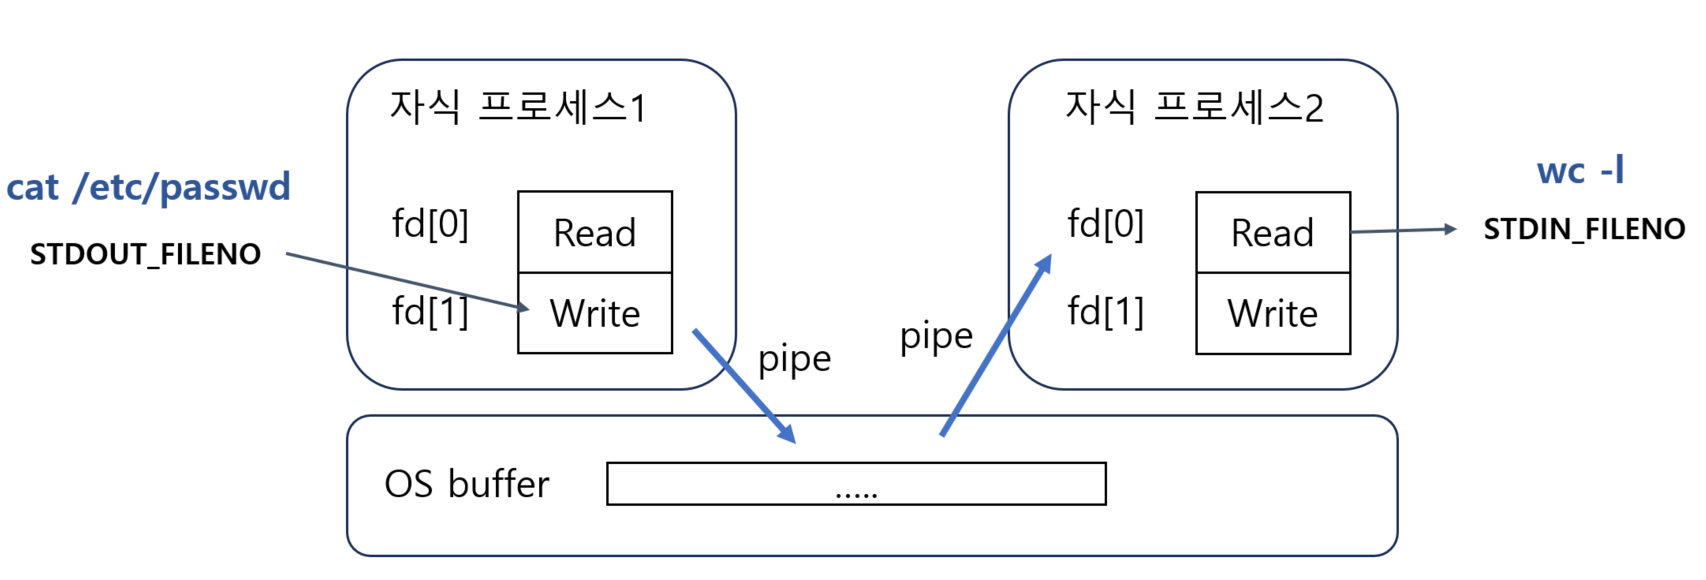 자식 프로세스1
자식 프로세스2
cat /etc/passwd
wc -l
STDOUT_FILENO
STDIN_FILENO
fd[0]
Read
fd[1]
Write
fd[0]
Read
fd[1]
Write
pipe
pipe
OS buffer
.....